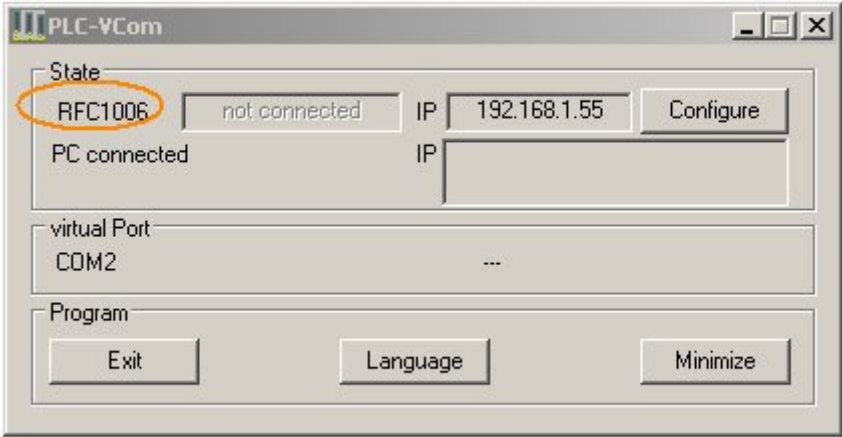 PLC-VCom
State
RFC1006 not connected IP 192.168.1.55 Configure
PC connected IP
virtual Port
COM2 ---
Program
Exit Language Minimize